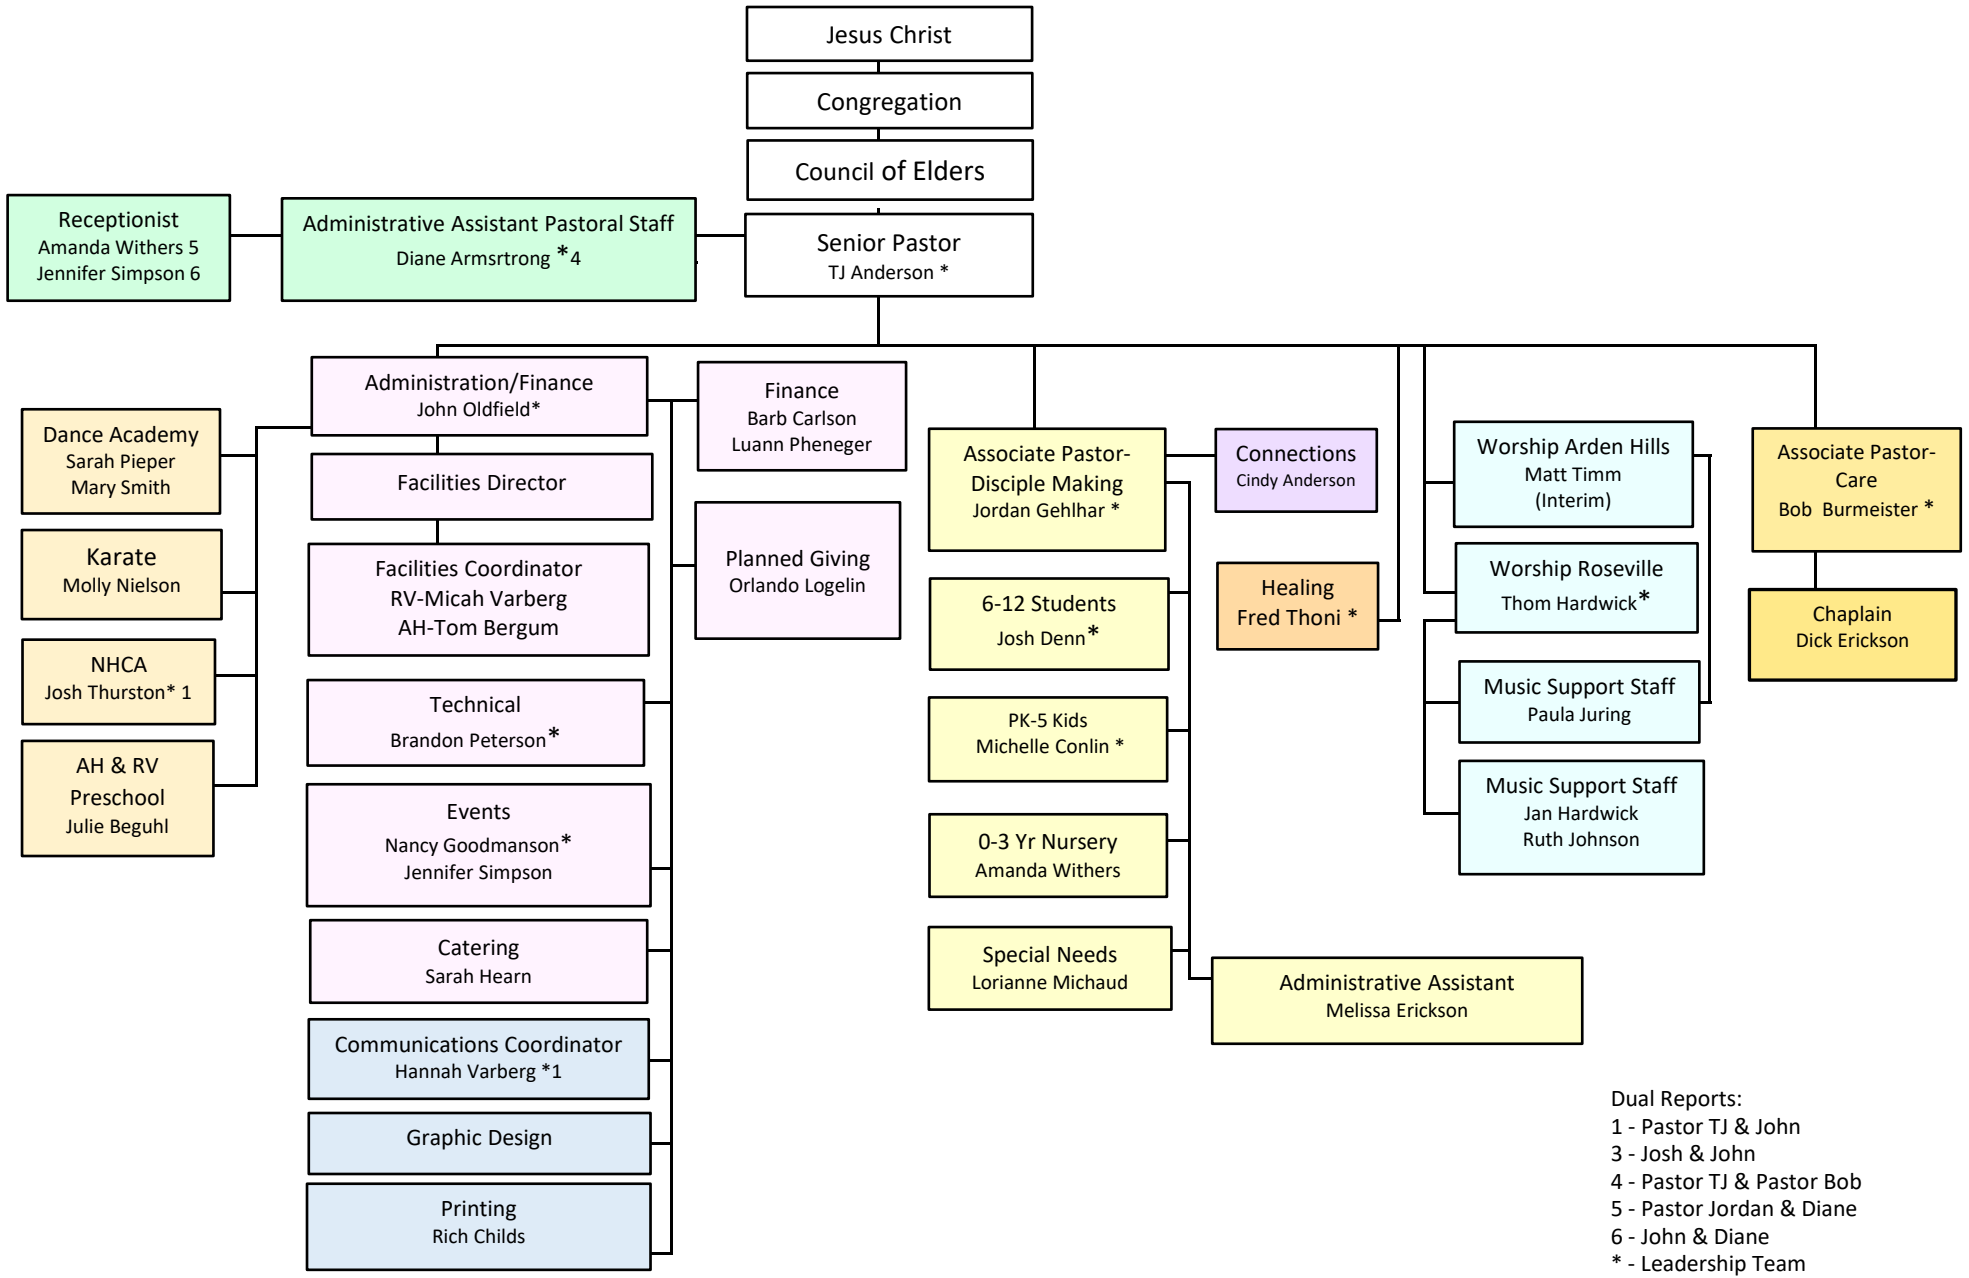 Jesus Christ
Congregation
Council of Elders
Receptionist
Amanda Withers 5
Jennifer Simpson 6
Administrative Assistant Pastoral Staff
Diane Armsrtrong *4
Senior Pastor
TJ Anderson *
Administration/Finance
John Oldfield*
Finance
Barb Carlson
Luann Pheneger
Dance Academy
Sarah Pieper
Mary Smith
Facilities Director
Karate
Molly Nielson
Facilities Coordinator
RV-Micah Varberg
AH-Tom Bergum
Planned Giving
Orlando Logelin
NHCA
Josh Thurston* 1
Technical
Brandon Peterson*
AH & RV
Preschool
Julie Beguhl
Events
Nancy Goodmanson*
Jennifer Simpson
Catering
Sarah Hearn
Communications Coordinator
Hannah Varberg *1
Graphic Design
Printing
Rich Childs
Associate Pastor-
Disciple Making
Jordan Gehlhar *
Connections
Cindy Anderson
6-12 Students
Josh Denn*
Healing
Fred Thoni *
PK-5 Kids
Michelle Conlin *
0-3 Yr Nursery
Amanda Withers
Special Needs
Lorianne Michaud
Administrative Assistant
Melissa Erickson
Worship Arden Hills
Matt Timm
(Interim)
Worship Roseville
Thom Hardwick*
Music Support Staff
Paula Juring
Music Support Staff
Jan Hardwick
Ruth Johnson
Associate Pastor-
Care
Bob  Burmeister *
Chaplain
Dick Erickson
Dual Reports:
1 - Pastor TJ & John
3 - Josh & John
4 - Pastor TJ & Pastor Bob
5 - Pastor Jordan & Diane
6 - John & Diane
* - Leadership Team